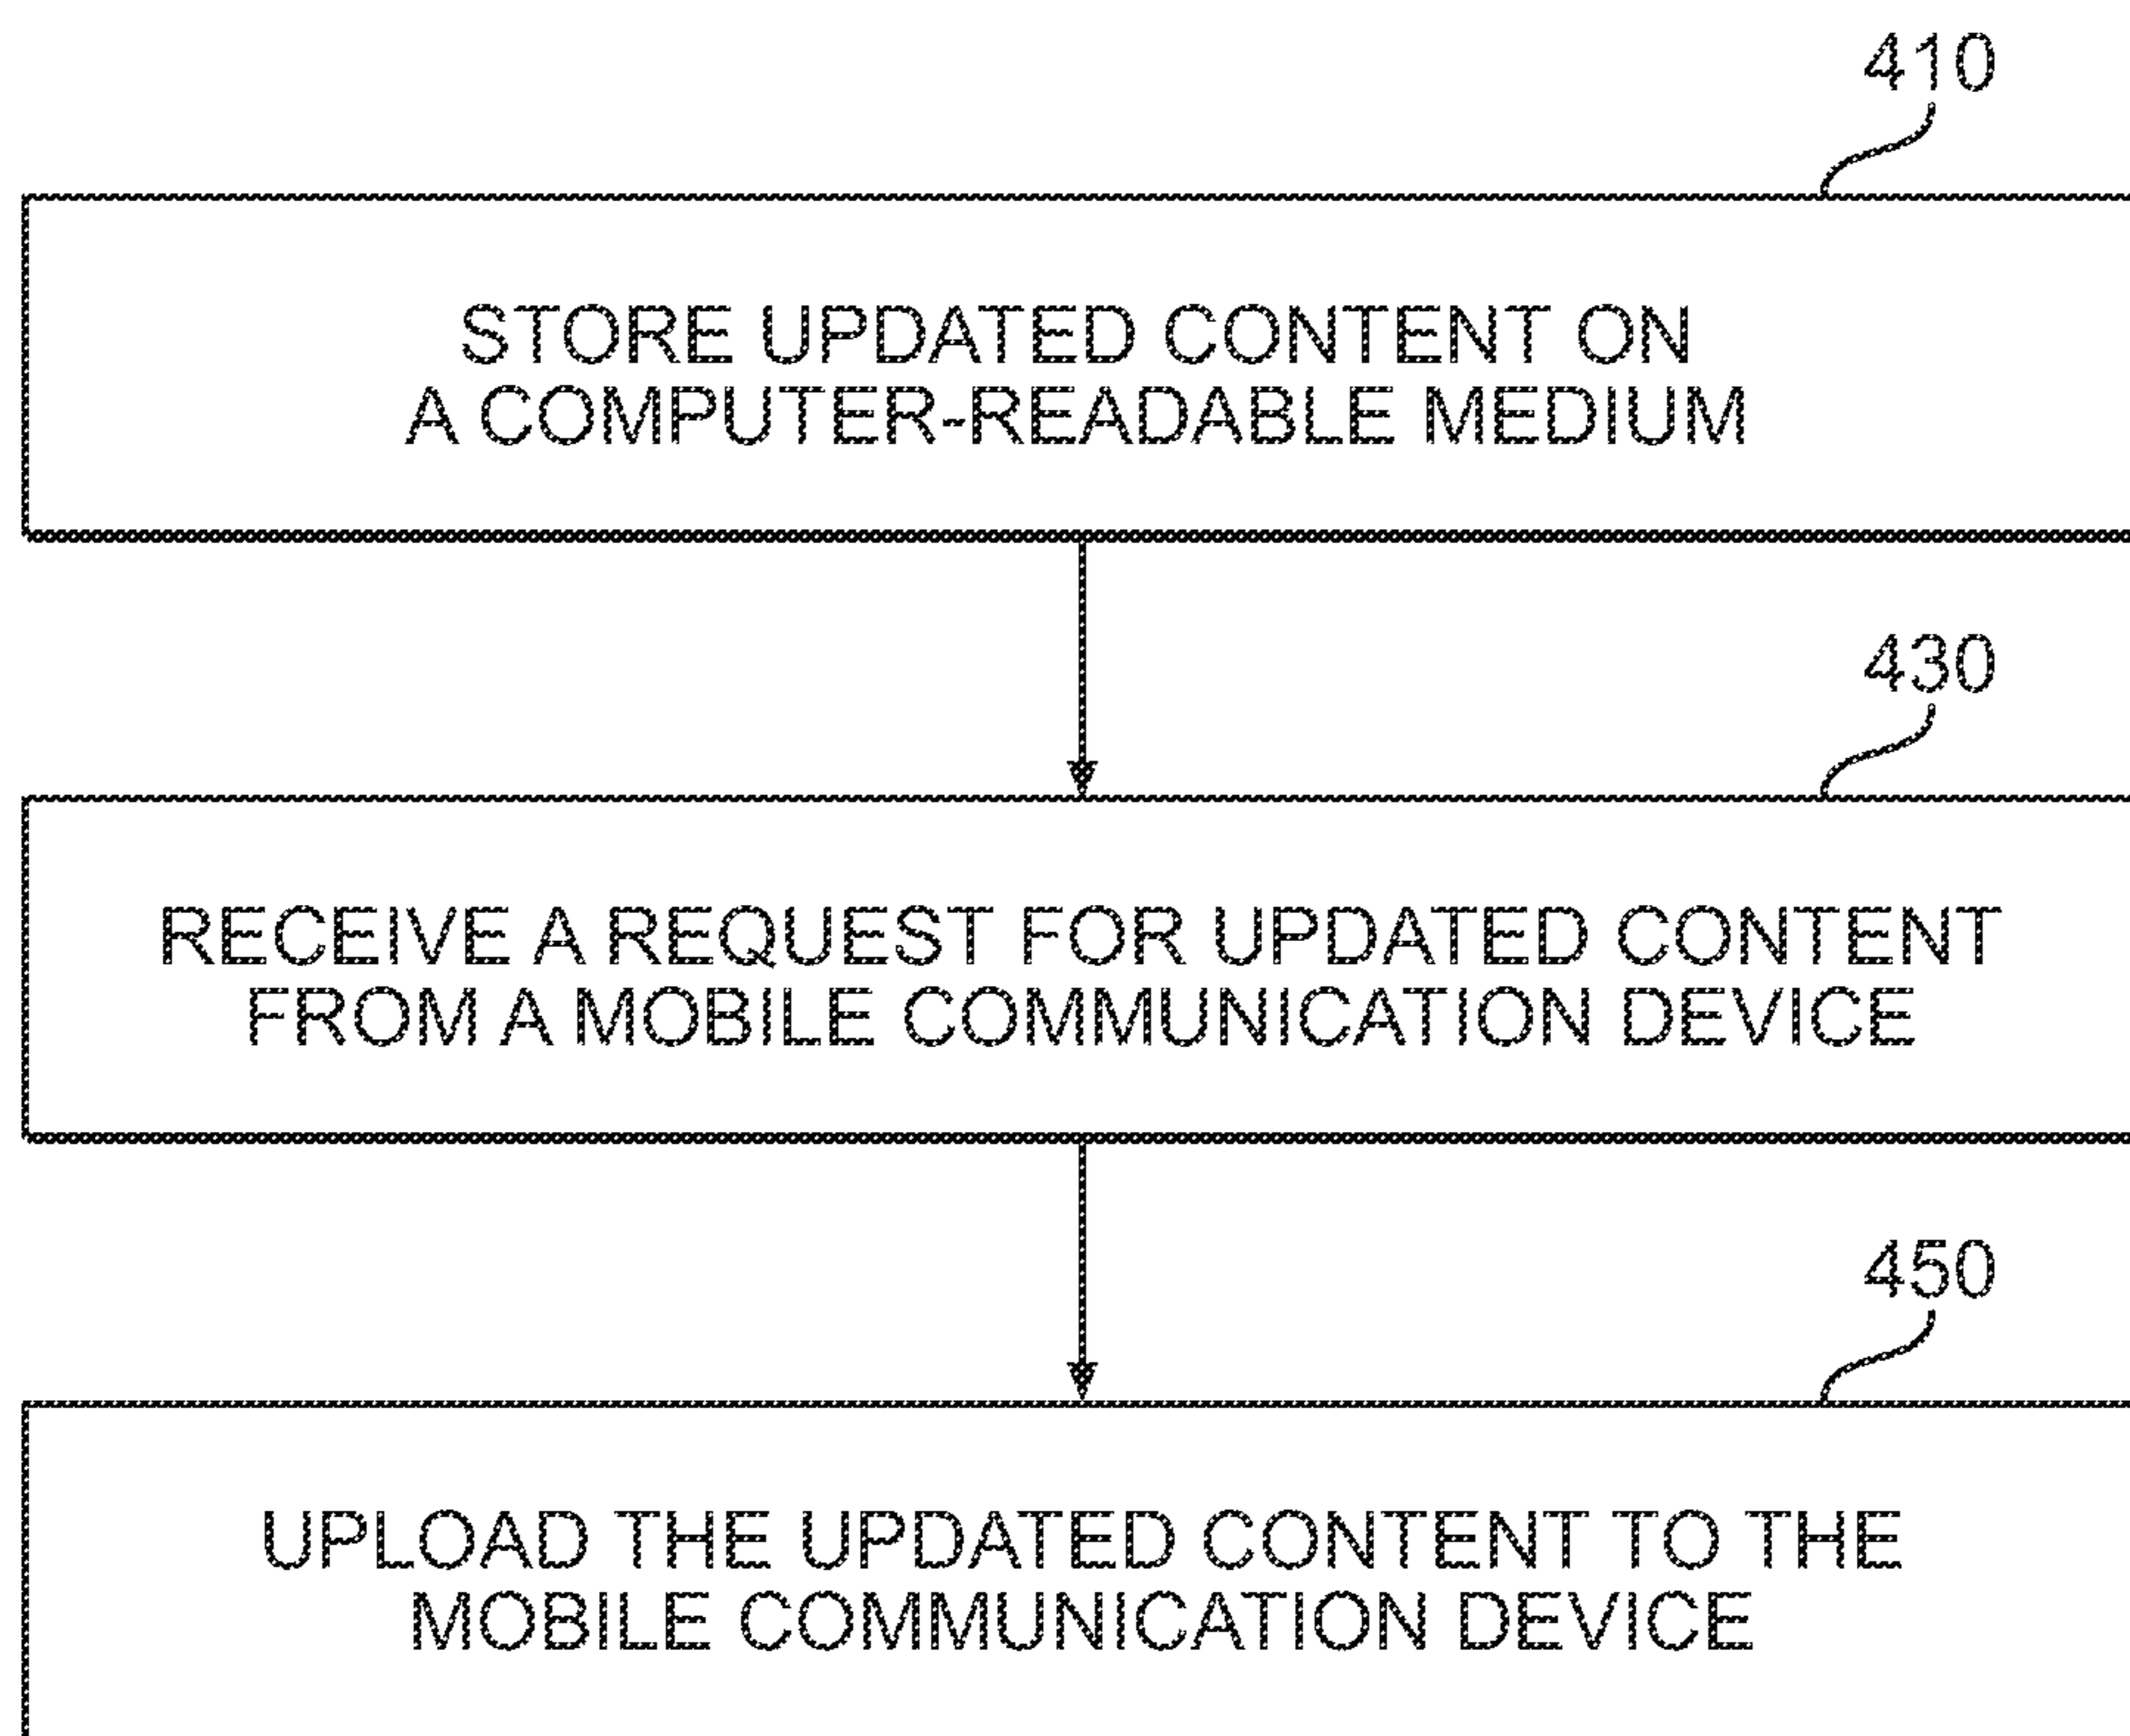 410
STORE UPDATED CONTENT ON
A COMPUTER-READABLE MEDIUM
430
RECEIVE A REQUEST FOR UPDATED CONTENT
FROM A MOBILE COMMUNICATION DEVICE
450
UPLOAD THE UPDATED CONTENT TO THE
MOBILE COMMUNICATION DEVICE